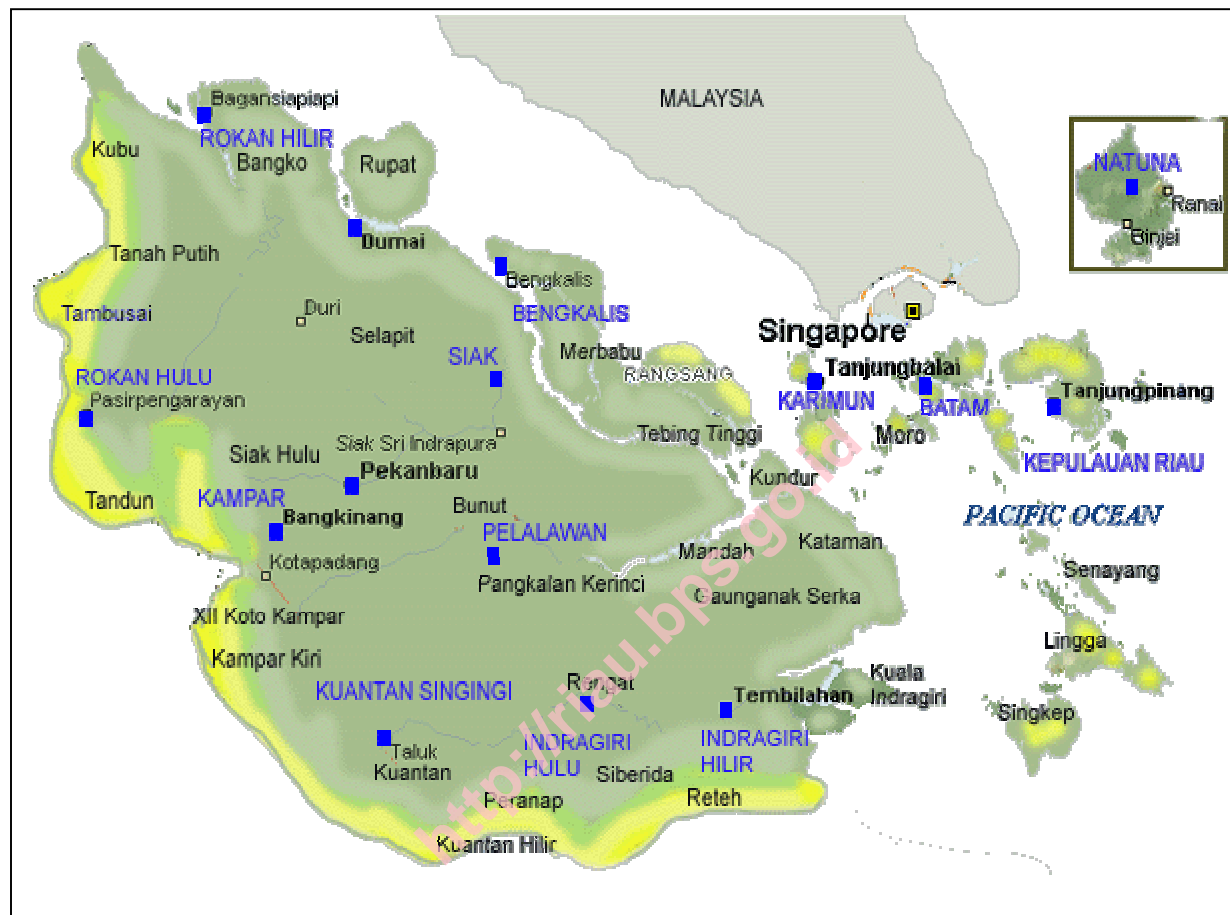 MALAYSIA
Bagansiapiapi
ROKAN HILIR
Bangko
Kubu
Rupat
NATUNA
Ranai
Binjei
Dumai
Tanah Putih
Bengkalis
Tambusai
Duri
Selapit
BENGKALIS
Singapore
Merbabu
SIAK
RANGSANG
Tanjungbalai
KARIMUN
BATAM
Tanjungpinang
ROKAN HULU
Pasirpengarayan
Siak Sri Indrapura
Tebing Tinggi
Moro
Siak Hulu
Pekanbaru
Kundur
KEPULAUAN RIAU
Tandun
KAMPAR
Bangkinang
Bunut
PELALAWAN
PACIFIC OCEAN
Mandah
Kataman
Kotapadang
Pangkalan Kerinci
Gaunganak Serka
Senayang
XII Koto Kampar
Kampar Kiri
Lingga
KUANTAN SINGINGI
Rengat
Tembilahan
Kuala
Indragiri
Singkep
Taluk
Kuantan
INDRAGIRI
HULU
INDRAGIRI
HILIR
Siberida
Peranap
Reteh
Kuantan Hilir
http://riau.bps.go.id